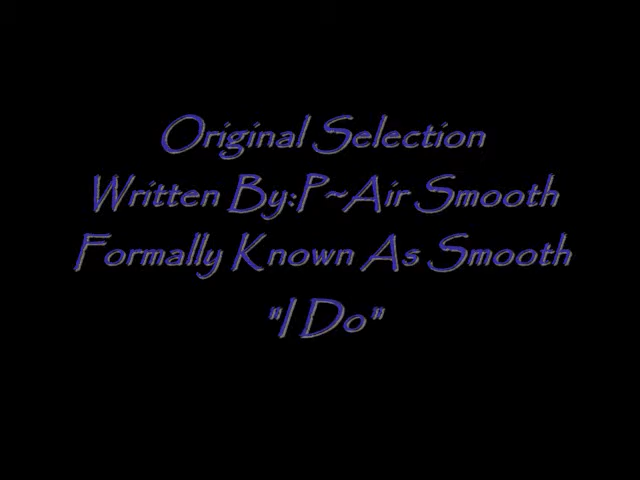 Original Selection
Written By:P~Air Smooth
Formally Known As Smooth
"I Do"